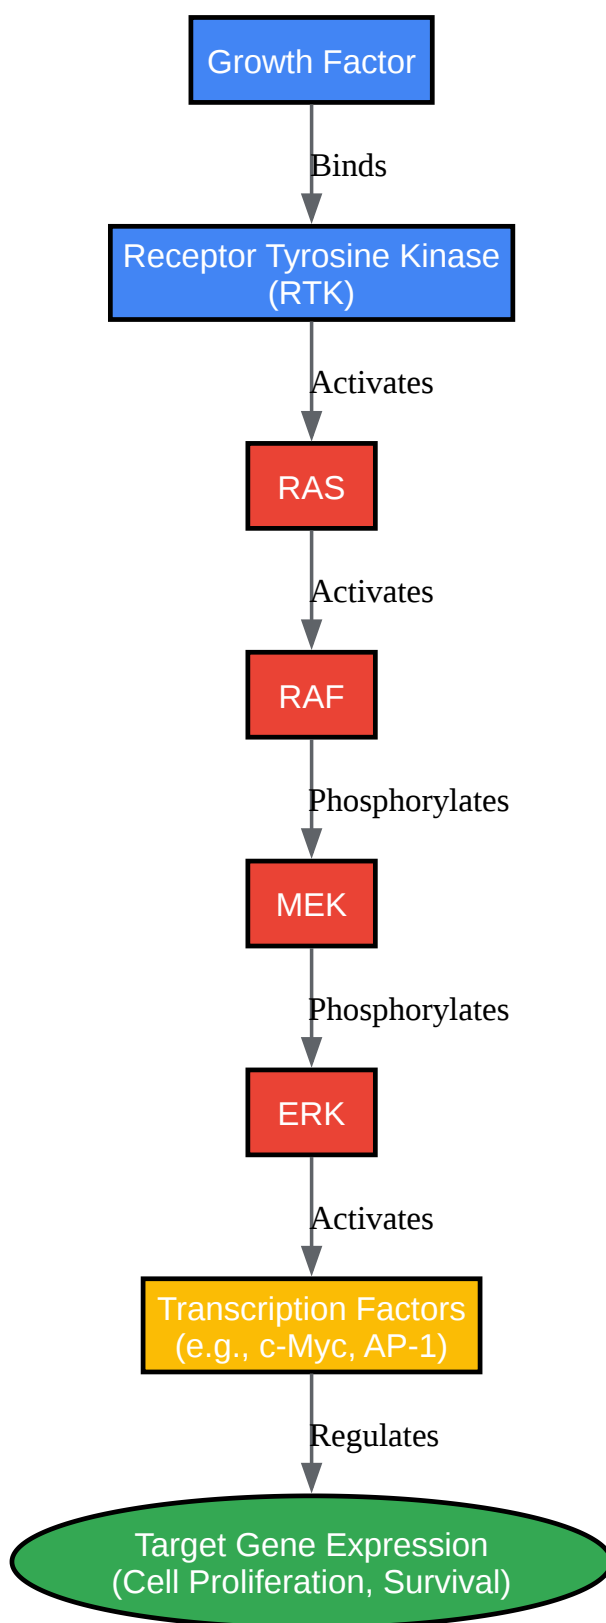 Growth Factor
Binds
Receptor Tyrosine Kinase
(RTK)
Activates
RAS
Activates
RAF
Phosphorylates
MEK
Phosphorylates
ERK
Activates
Transcription Factors
(e.g., c-Myc, AP-1)
Regulates
Target Gene Expression
(Cell Proliferation, Survival)